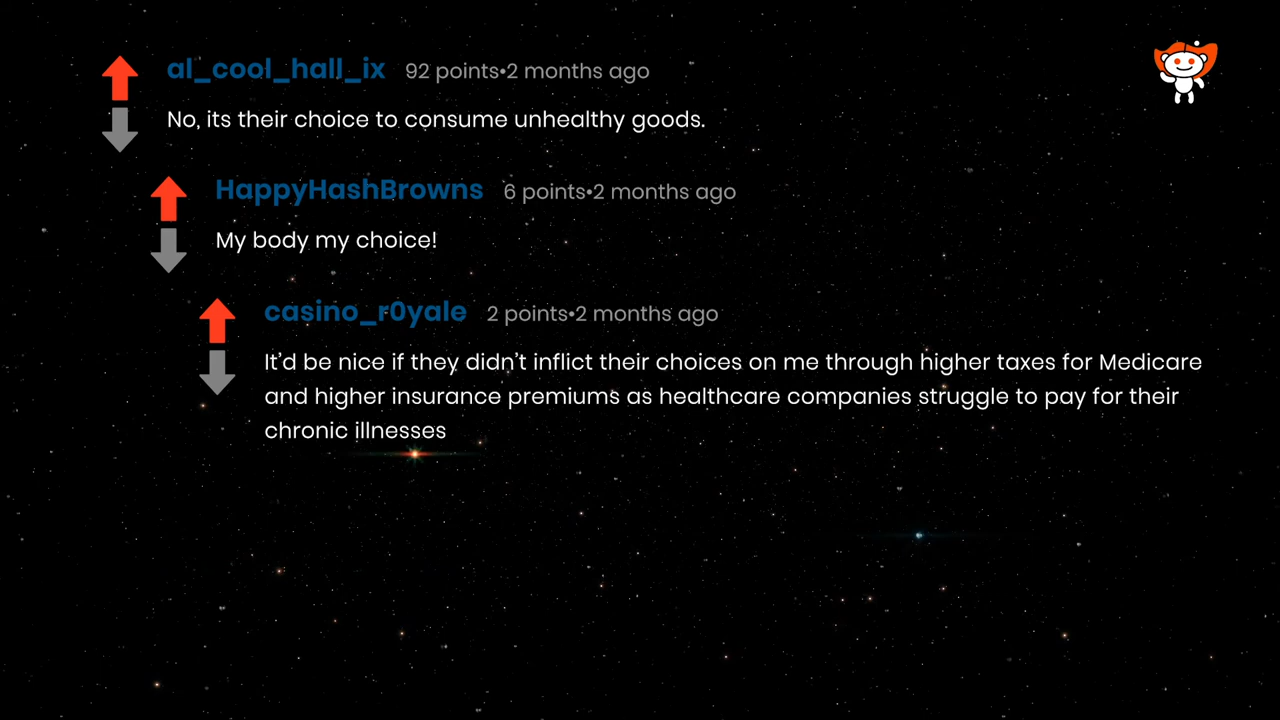 al_cool_hall_ix 92 points•2 months ago
No, its their choice to consume unhealthy goods.
HappyHashBrowns 6 points•2 months ago
My body my choice!
casino_r0yale 2 points•2 months ago
It'd be nice if they didn't inflict their choices on me through higher taxes for Medicare
and higher insurance premiums as healthcare companies struggle to pay for their
chronic illnesses